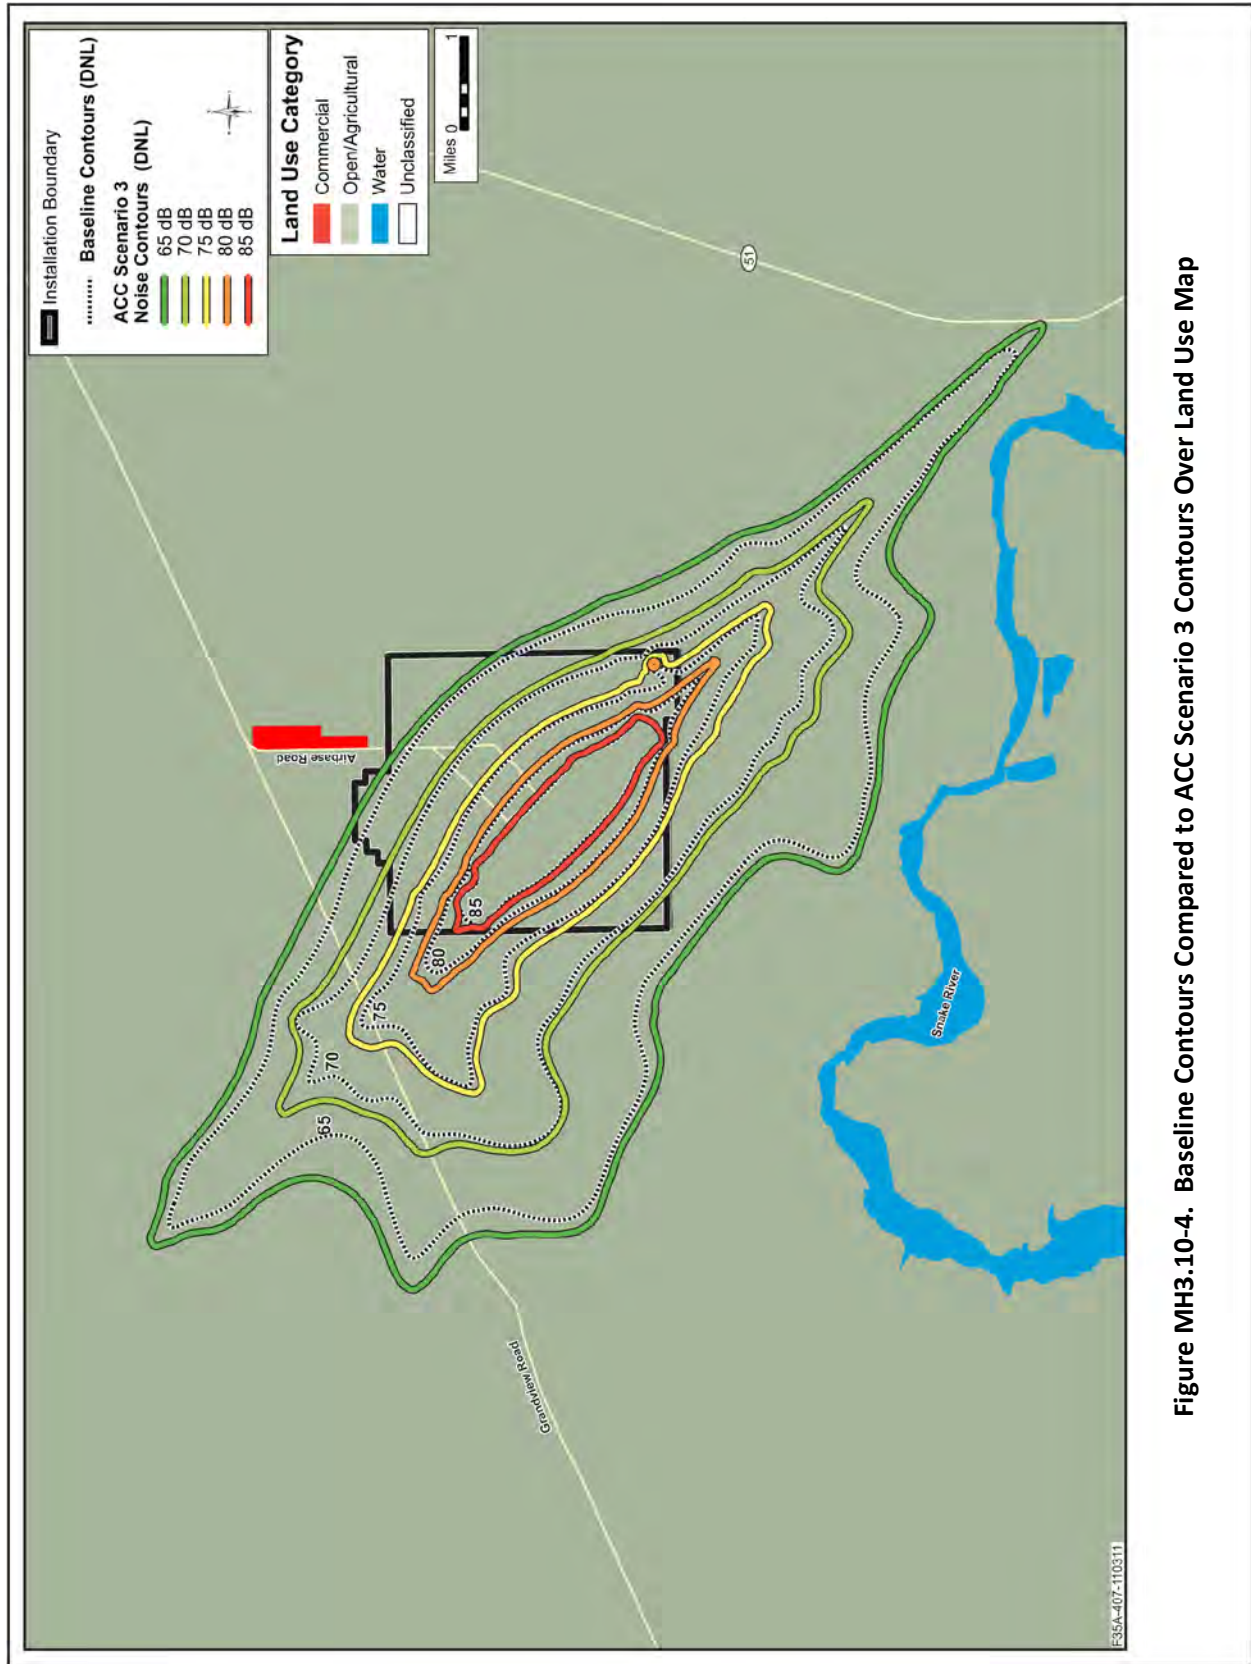 Installation Boundary
Baseline Contours (DNL)
ACC Scenario 3
Noise Contours (DNL)
65 dB
70 dB
75 dB
80 dB
85 dB
Land Use Category
Commercial
Open/Agricultural
Water
Unclassified
Miles 0 1
51
Airbase Road
85
80
75
70
65
Snake River
Grandview Road
F35A-407-110311
Figure MH3.10-4. Baseline Contours Compared to ACC Scenario 3 Contours Over Land Use Map